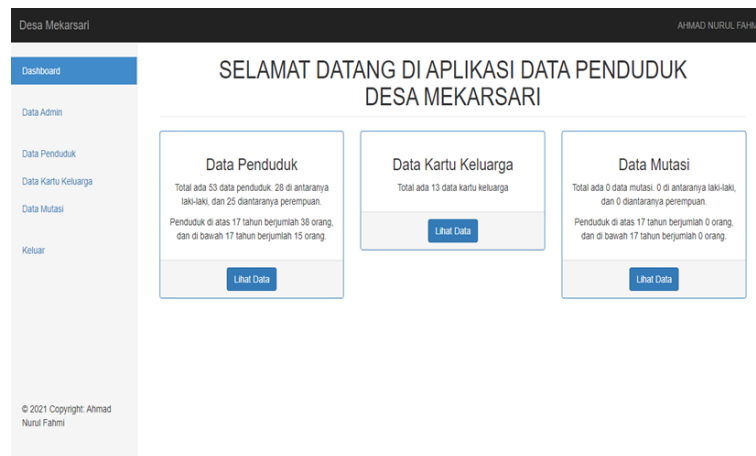 Desa Mekarsari
AHMAD NURUL FAHM
Dashboard
Data Admin
Data Penduduk
Data Kartu Keluarga
Data Mutasi
Keluar
© 2021 Copyright: Ahmad
Nurul Fahmi
SELAMAT DATANG DI APLIKASI DATA PENDUDUK
DESA MEKARSARI
Data Penduduk
Total ada 53 data penduduk. 28 di antaranya
laki-laki, dan 25 diantaranya perempuan.
Penduduk di atas 17 tahun berjumlah 38 orang,
dan di bawah 17 tahun berjumlah 15 orang.
Lihat Data
Data Kartu Keluarga
Total ada 13 data kartu keluarga
Lihat Data
Data Mutasi
Total ada 0 data mutasi. 0 di antaranya laki-laki,
dan 0 diantaranya perempuan.
Penduduk di atas 17 tahun berjumlah 0 orang,
dan di bawah 17 tahun berjumlah 0 orang.
Lihat Data